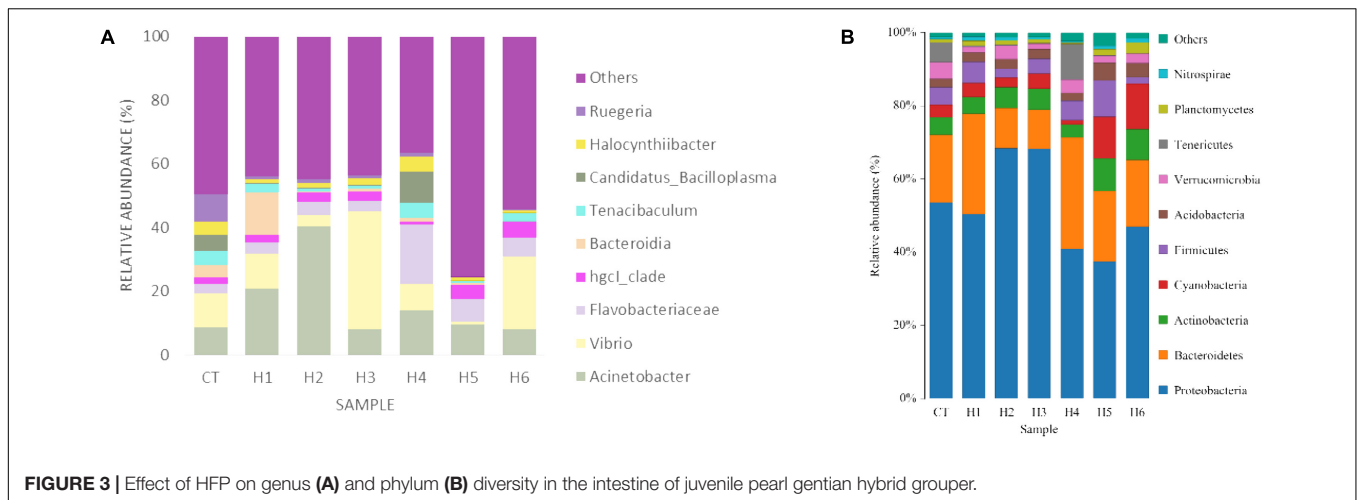 A
RELATIVE ABUNDANCE (%)
100
80
60
40
20
0
CT H1 H2 H3 H4 H5 H6
SAMPLE
Others
Ruegeria
Halocynthiibacter
Candidatus_Bacilloplasma
Tenacibaculum
Bacteroidia
hgcI_clade
Flavobacteriaceae
Vibrio
Acinetobacter
B
Relative abundance (%)
100%
80%
60%
40%
20%
0%
CT H1 H2 H3 H4 H5 H6
Sample
Others
Nitrospirae
Planctomycetes
Tenericutes
Verrucomicrobia
Acidobacteria
Firmicutes
Cyanobacteria
Actinobacteria
Bacteroidetes
Proteobacteria
FIGURE 3 | Effect of HFP on genus (A) and phylum (B) diversity in the intestine of juvenile pearl gentian hybrid grouper.